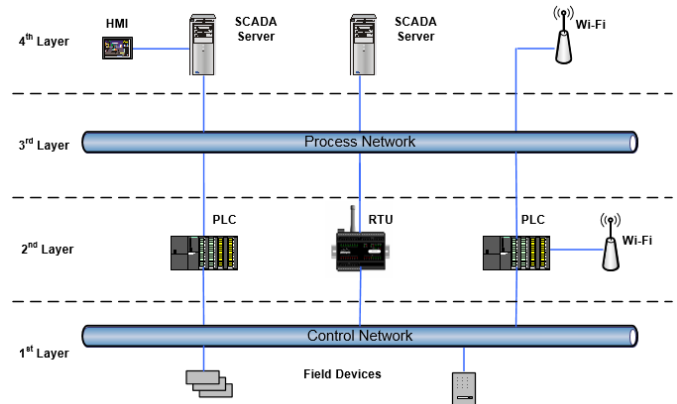 HMI
SCADA
Server
SCADA
Server
Wi-Fi
4th Layer
3rd Layer
Process Network
PLC
RTU
PLC
2nd Layer
Wi-Fi
Control Network
1st Layer
Field Devices